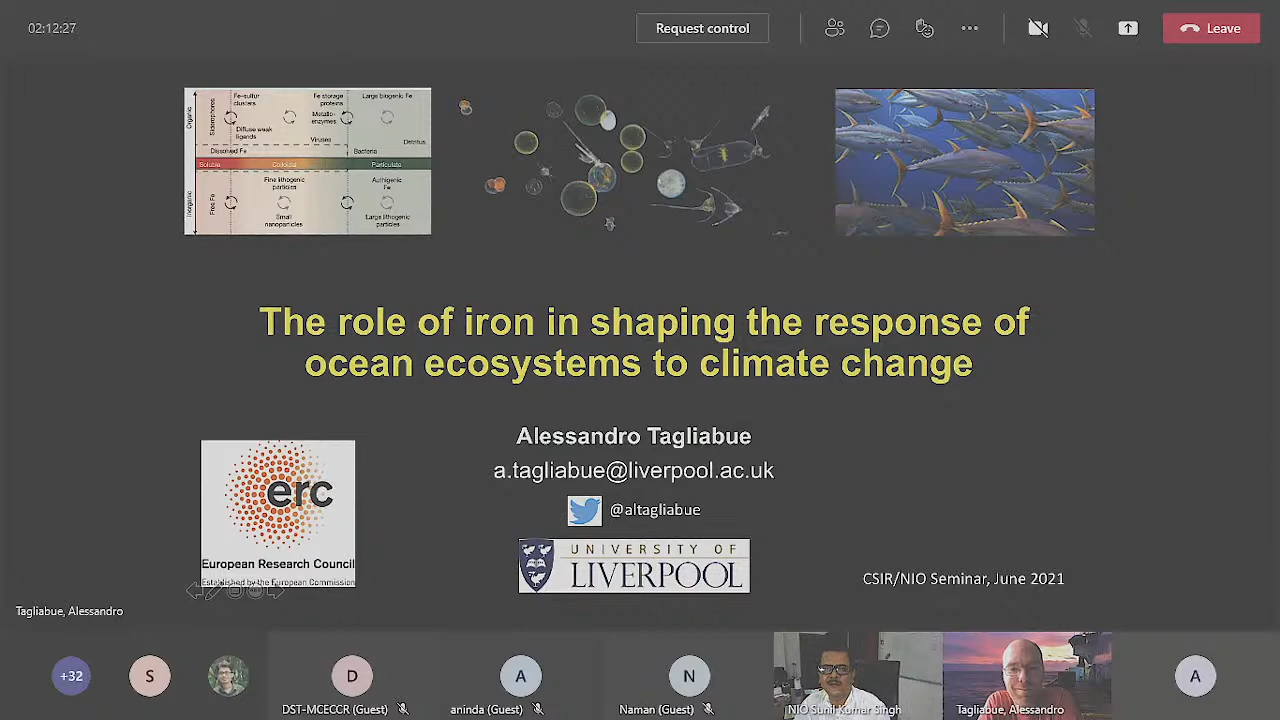 02:12:27
Request control
Leave
Organic
Siderophores
Fe-sulfur
clusters
Fe storage
proteins
Large biogenic Fe
Metallo-
enzymes
Diffuse weak
ligands
Viruses
Detritus
Dissolved Fe
Bacteria
Soluble
Colloidal
Particulate
Inorganic
Free Fe
Fine lithogenic
particles
Authigenic
Fe
Small
nanoparticles
Large lithogenic
particles
The role of iron in shaping the response of
ocean ecosystems to climate change
Alessandro Tagliabue
a.tagliabue@liverpool.ac.uk
@altagliabue
erc
European Research Council
Established by the European Commission
UNIVERSITY OF
LIVERPOOL
CSIR/NIO Seminar, June 2021
Tagliabue, Alessandro
+32
S
D
DST-MCECCR (Guest)
A
aninda (Guest)
N
Naman (Guest)
NIO Sunil Kumar Singh
Tagliabue, Alessandro
A